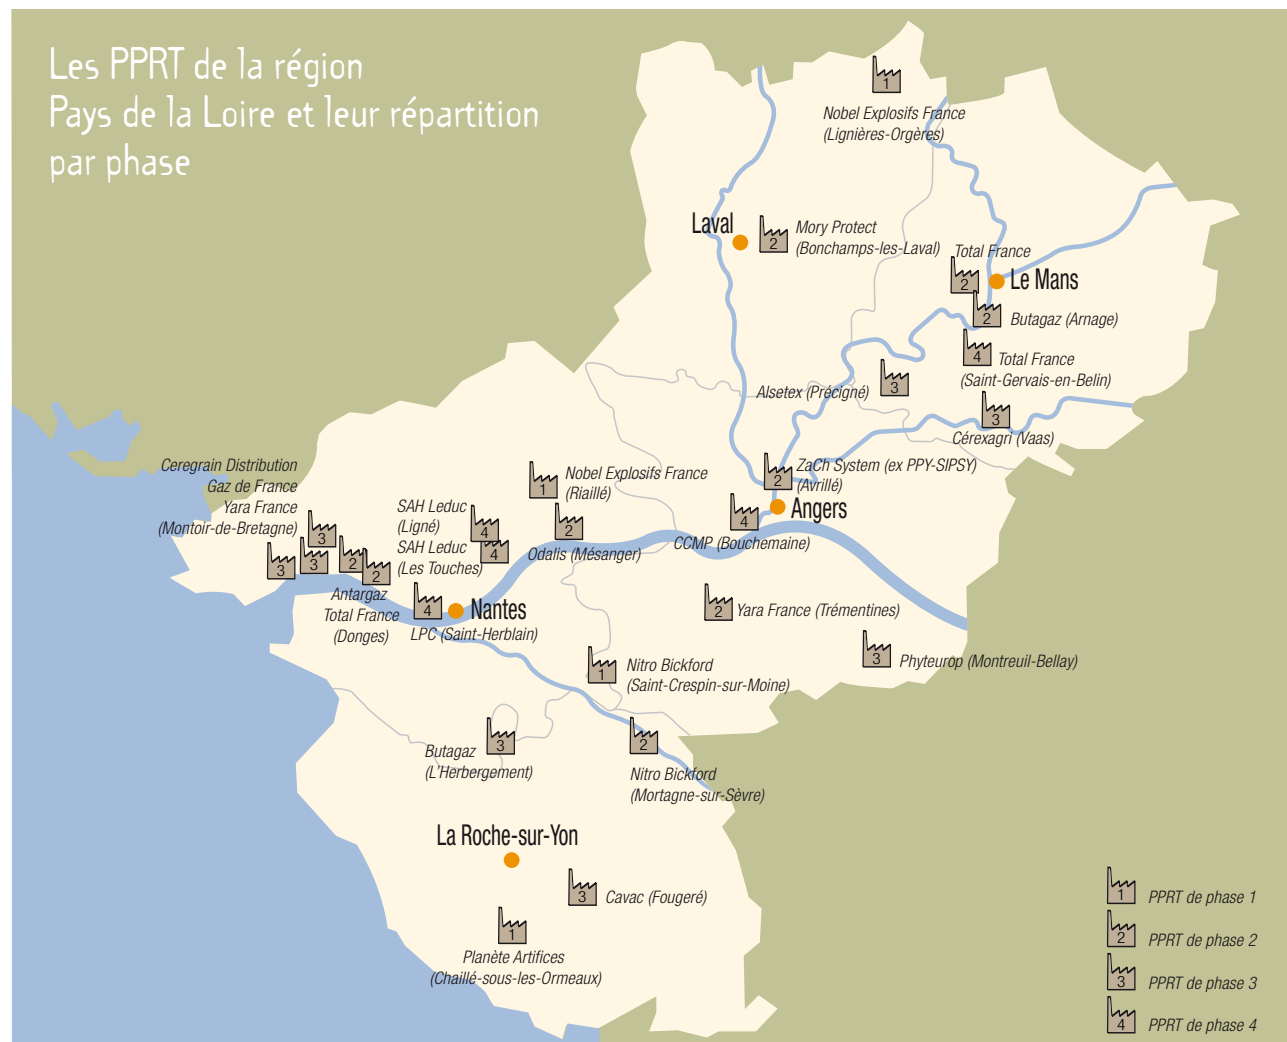 Les PPRT de la région
Pays de la Loire et leur répartition
par phase
1
Nobel Explosifs France
(Lignières-Orgères)
Laval
2
Mory Protect
(Bonchamps-les-Laval)
Total France
2
Le Mans
2
Butagaz (Arnage)
4
Total France
(Saint-Gervais-en-Belin)
Alsetex (Précigné)
3
3
Cérexagri (Vaas)
Ceregrain Distribution
Gaz de France
Yara France
(Montoir-de-Bretagne)
3
3
3
2
2
Antargaz
Total France
(Donges)
SAH Leduc
(Ligné)
4
SAH Leduc
(Les Touches)
4
1
Nobel Explosifs France
(Riaillé)
2
Odalis (Mésanger)
2
ZaCh System (ex PPY-SIPSY)
(Avrillé)
4
Angers
CCMP (Bouchemaine)
4
Nantes
LPC (Saint-Herblain)
2
Yara France (Trémentines)
3
Phyteurop (Montreuil-Bellay)
1
Nitro Bickford
(Saint-Crespin-sur-Moine)
3
Butagaz
(L'Herbergement)
2
Nitro Bickford
(Mortagne-sur-Sèvre)
La Roche-sur-Yon
3
Cavac (Fougeré)
1
Planète Artifices
(Chaillé-sous-les-Ormeaux)
1 PPRT de phase 1
2 PPRT de phase 2
3 PPRT de phase 3
4 PPRT de phase 4